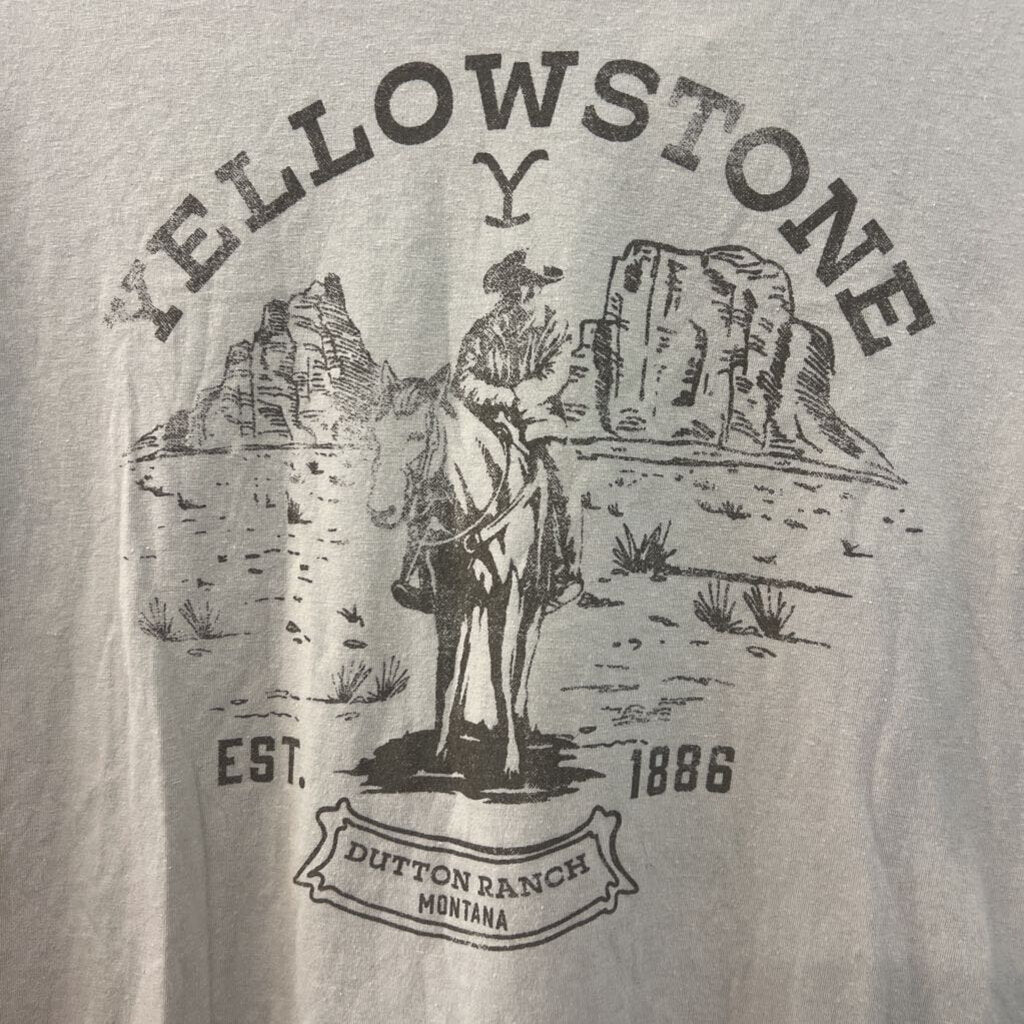 YELLOWSTONE
Y
EST. 1886
DUTTON RANCH
MONTANA